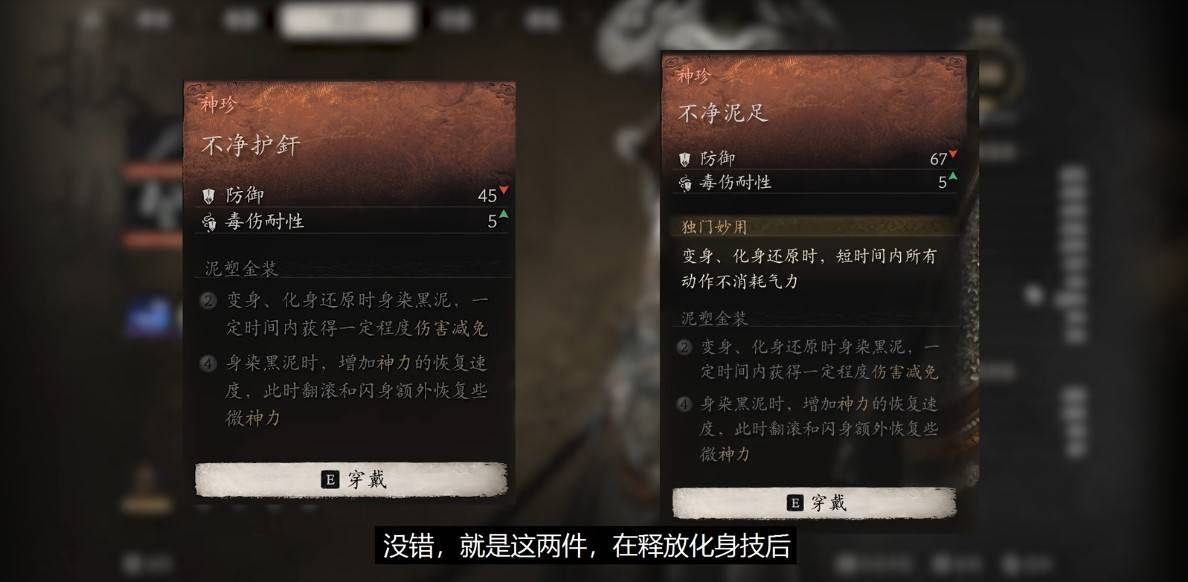 神珍
不净护釬
防御 45
毒伤耐性 5
泥塑金装
2 变身、化身还原时身染黑泥，一
定时间内获得一定程度伤害减免
4 身染黑泥时，增加神力的恢复速
度，此时翻滚和闪身额外恢复些
微神力
E 穿戴
神珍
不净泥足
防御 67
毒伤耐性 5
独门妙用
变身、化身还原时，短时间内所有
动作不消耗气力
泥塑金装
2 变身、化身还原时身染黑泥，一
定时间内获得一定程度伤害减免
4 身染黑泥时，增加神力的恢复速
度，此时翻滚和闪身额外恢复些
微神力
E 穿戴
没错，就是这两件，在释放化身技后